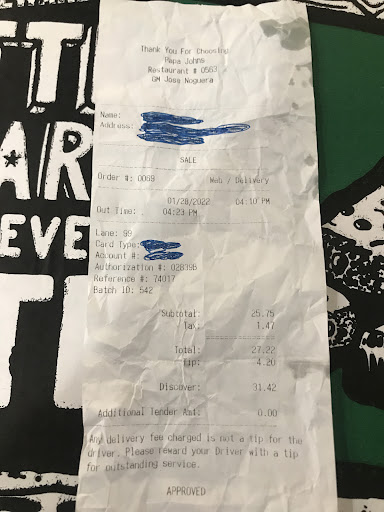 Thank You For Choosing
Papa Johns
Restaurant # 0563
GM Jose Noguera
Name:
Address:
SALE
Order #: 0069 Web / Delivery
01/28/2022 04:10 PM
Out Time: 04:23 PM
Lane: 99
Card Type:
Account #:
Authorization #: 02839b
Reference #: 74017
Batch ID: 542
Subtotal: 25.75
Tax: 1.47
Total: 27.22
Tip: 4.20
Discover: 31.42
Additional Tender Amt: 0.00
Any delivery fee charged is not a tip for the
driver. Please reward your Driver with a tip
for outstanding service.
APPROVED
AR
EVE